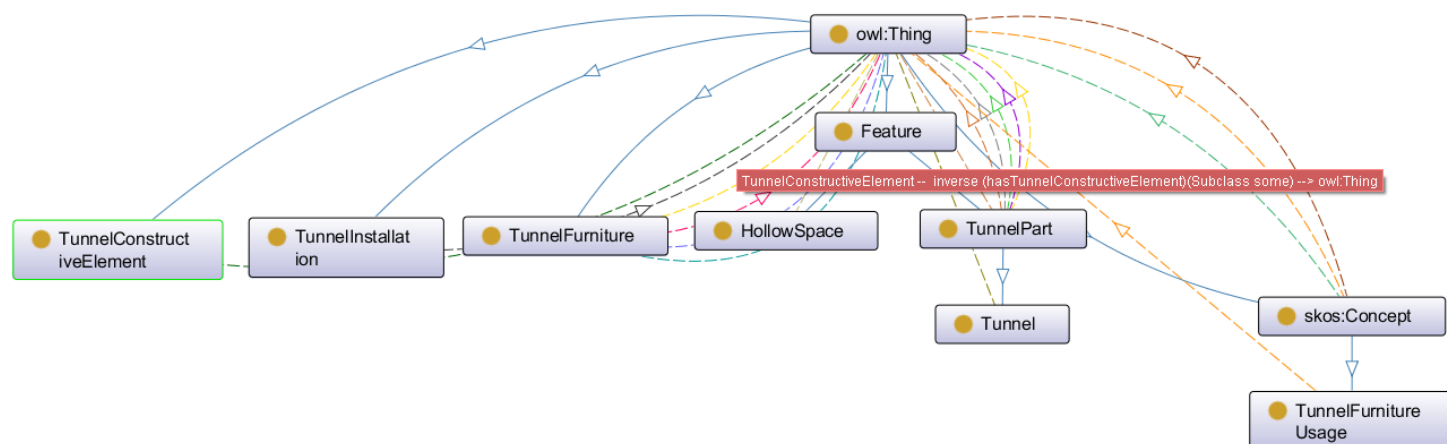 owl:Thing
Feature
TunnelConstructiveElement -- inverse (hasTunnelConstructiveElement)(Subclass some) --> owl:Thing
TunnelConstruct
iveElement
TunnelInstallat
ion
TunnelFurniture
HollowSpace
TunnelPart
Tunnel
skos:Concept
TunnelFurniture
Usage